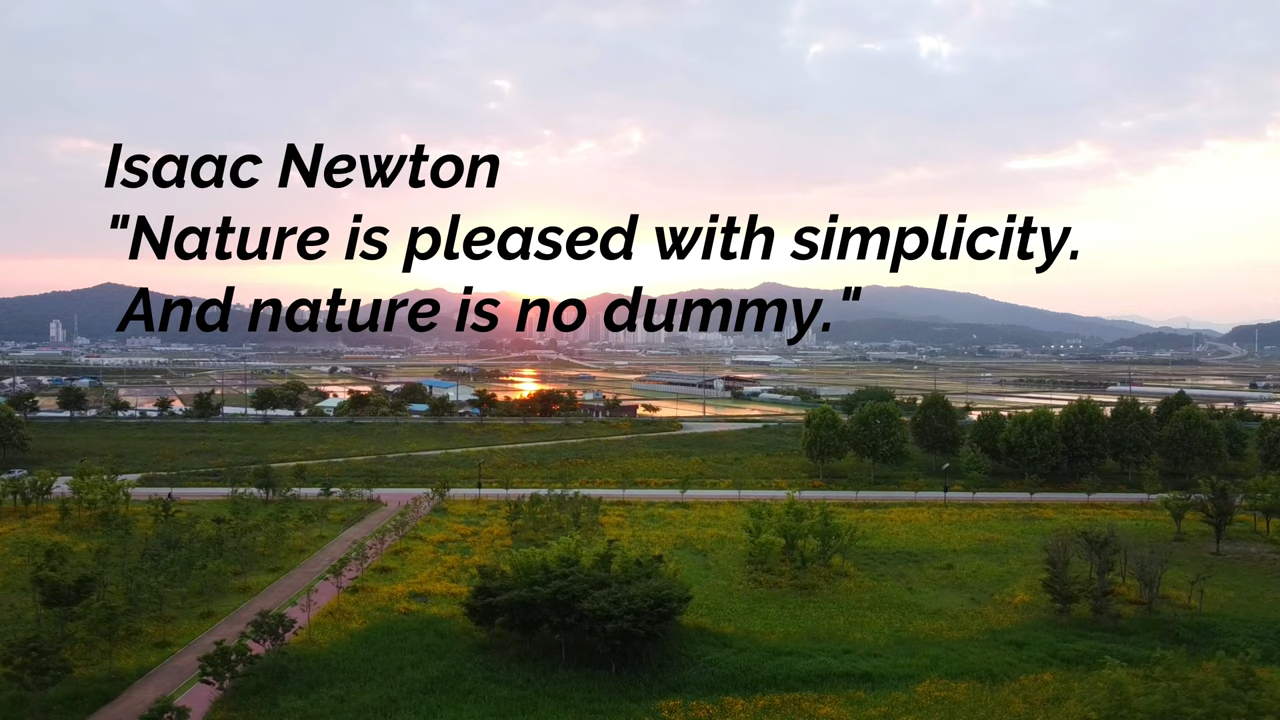 Isaac Newton
"Nature is pleased with simplicity.
And nature is no dummy."